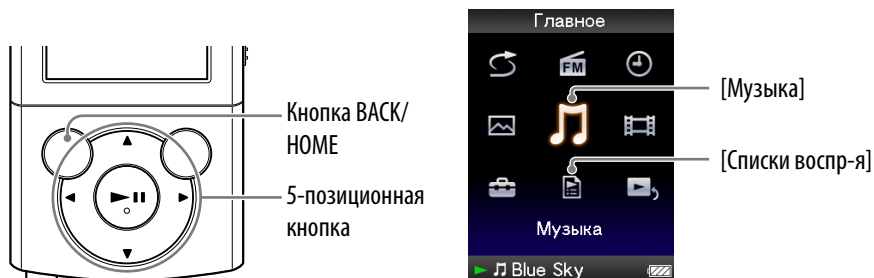 Кнопка BACK/
HOME
5-позиционная
кнопка
Главное
FM
[Музыка]
[Списки воспр-я]
Музыка
Blue Sky